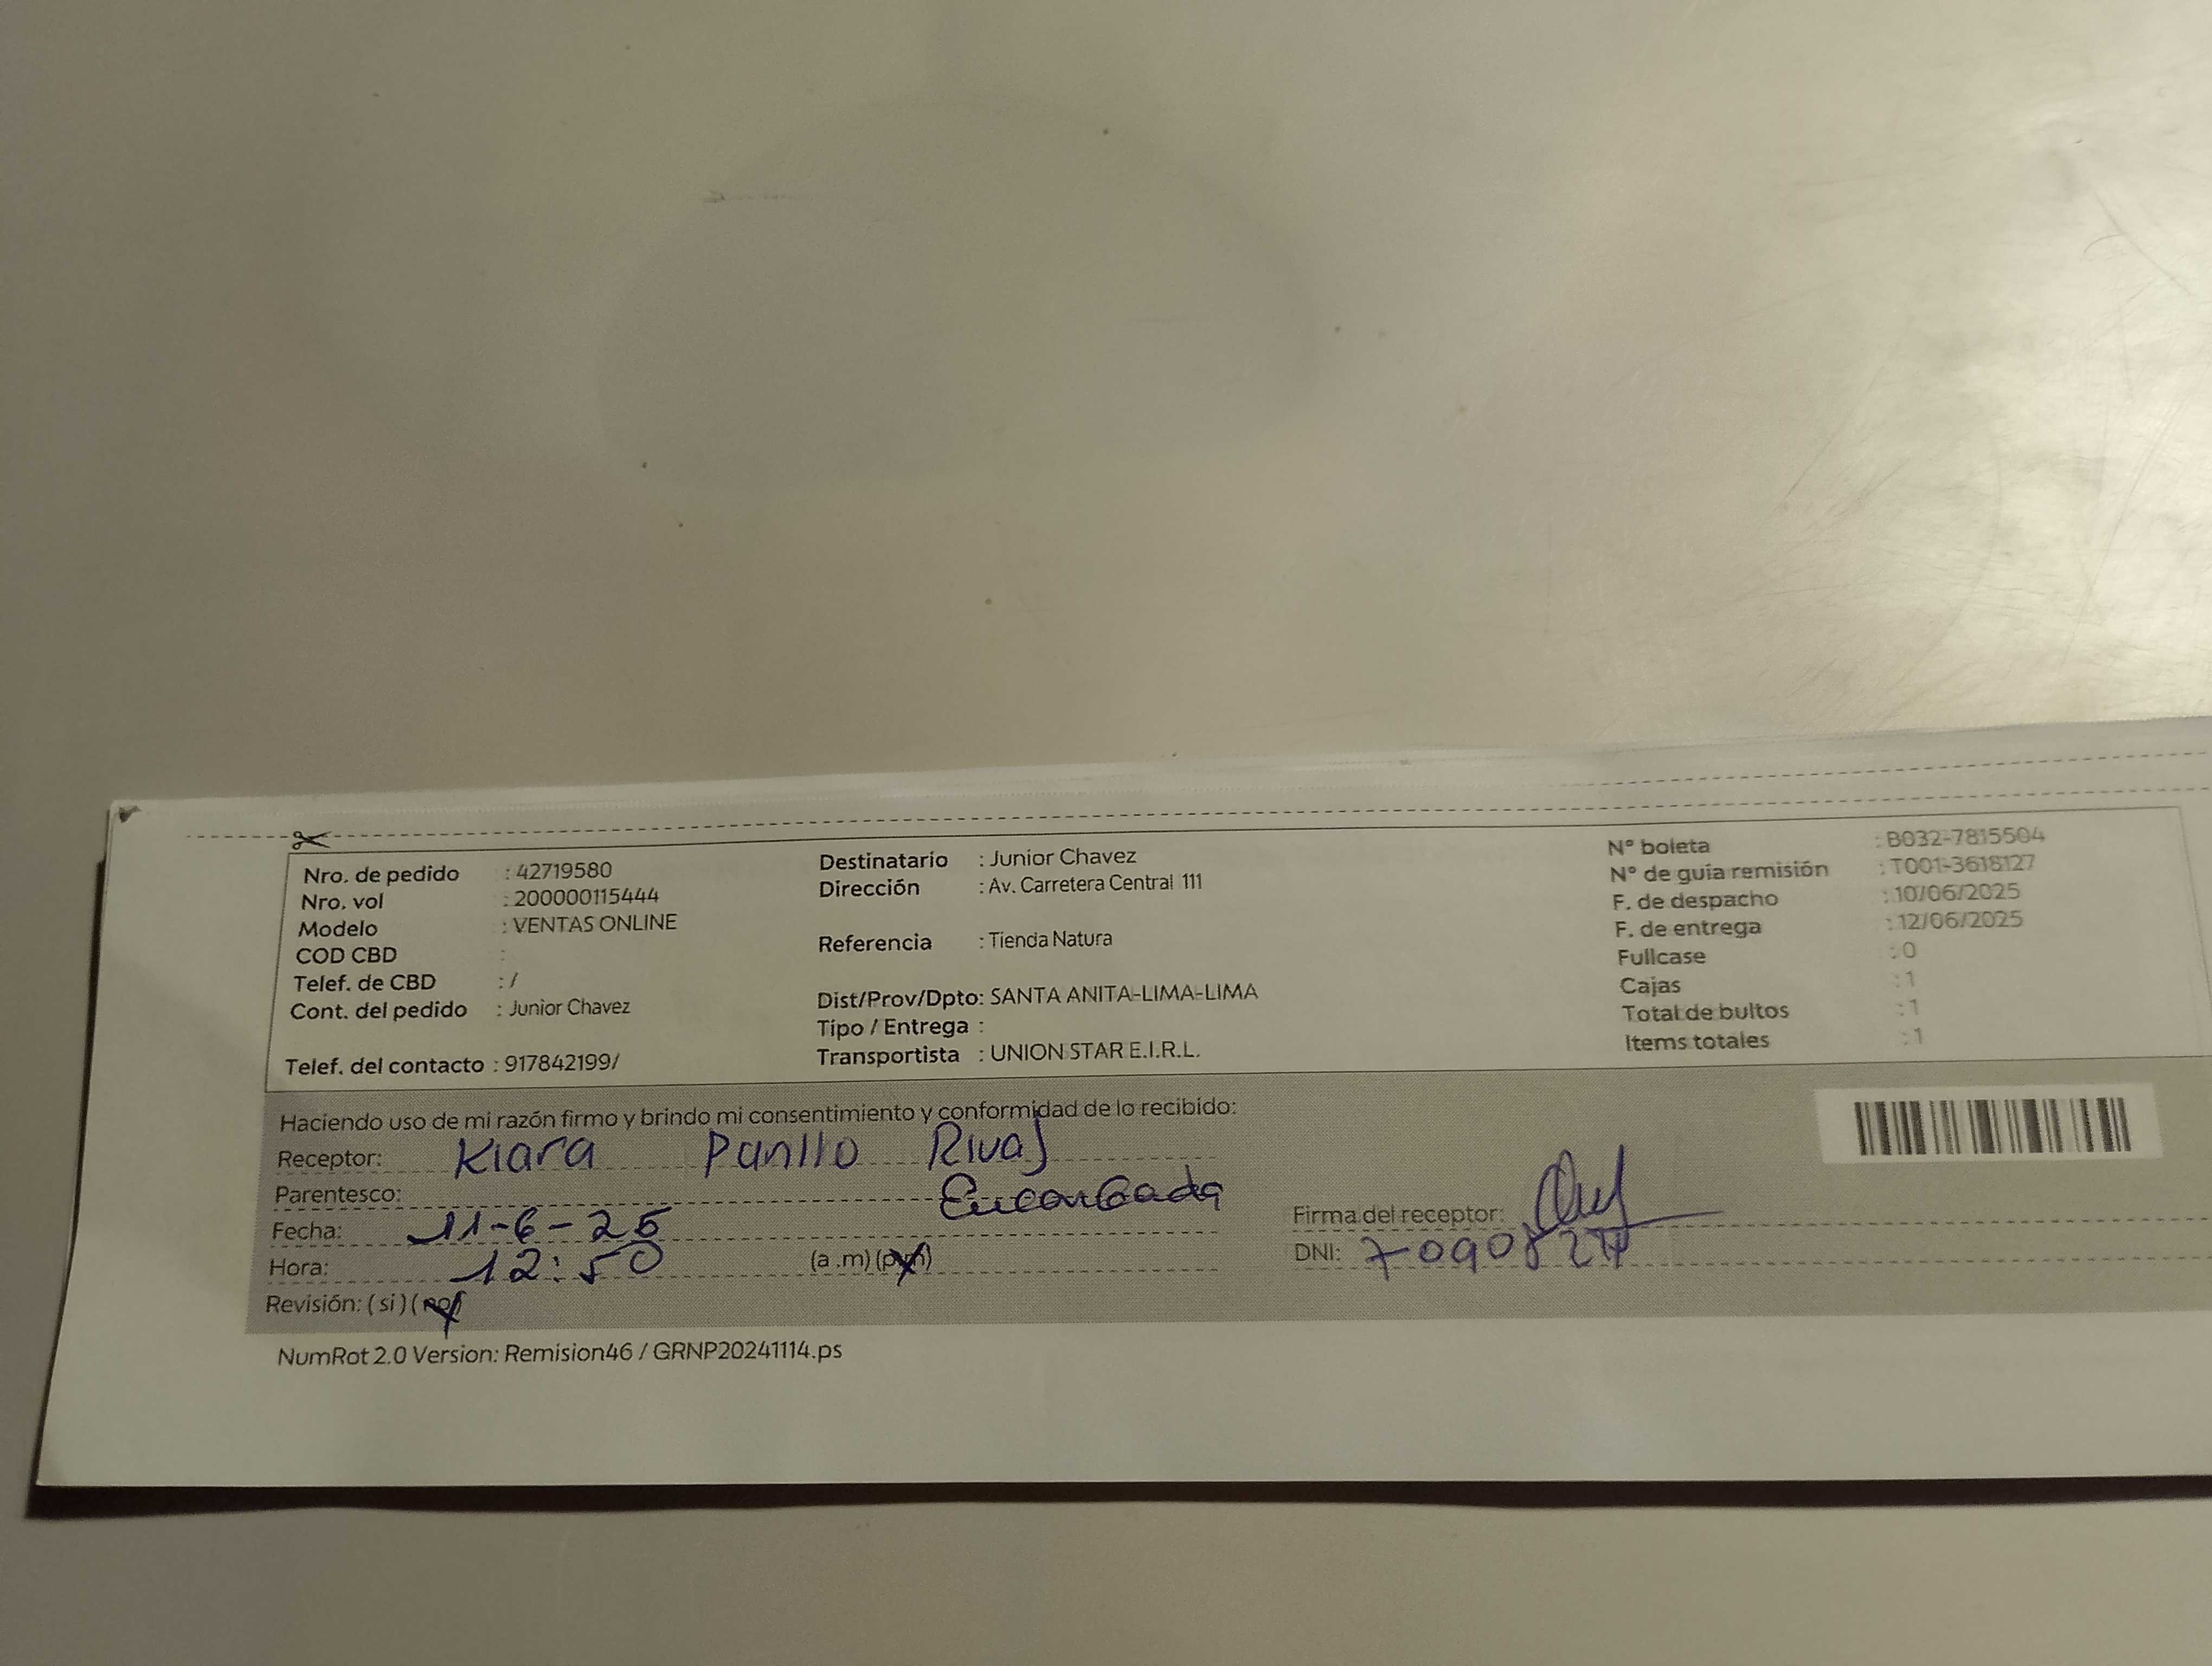 Nro. de pedido : 42719580
Nro. vol : 200000115444
Modelo : VENTAS ONLINE
COD CBD :
Telef. de CBD : /
Cont. del pedido : Junior Chavez
Telef. del contacto : 917842199/
Destinatario : Junior Chavez
Dirección : Av. Carretera Central 111
Referencia : Tienda Natura
Dist/Prov/Dpto: SANTA ANITA-LIMA-LIMA
Tipo / Entrega :
Transportista : UNION STAR E.I.R.L.
N° boleta : B032-7815504
N° de guía remisión : T001-3618127
F. de despacho : 10/06/2025
F. de entrega : 12/06/2025
Fullcase : 0
Cajas : 1
Total de bultos : 1
Items totales : 1
Haciendo uso de mi razón firmo y brindo mi consentimiento y conformidad de lo recibido:
Receptor: Kiara Rivas
Parentesco: Encargada
Fecha: 11-6-25
Hora: 12:50 (a .m) (p.m)
Revisión: ( si ) ( no )
Firma del receptor:
DNI:
NumRot 2.0 Version: Remision46 / GRNP20241114.ps